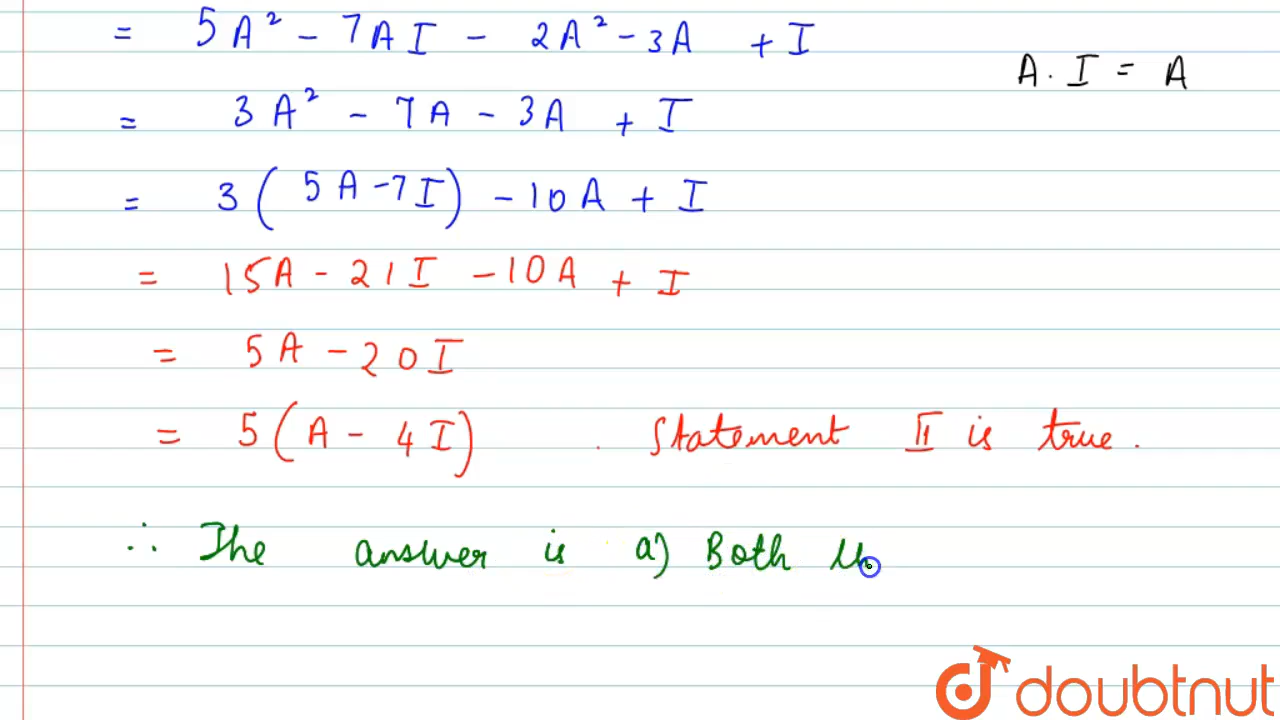 = 5A² - 7AI - 2A² - 3A + I
A . I = A
= 3A² - 7A - 3A + I
= 3(5A - 7I) - 10A + I
= 15A - 21I - 10A + I
= 5A - 20I
= 5(A - 4I) . Statement II is true.
∴ The answer is a) Both
doubtnut